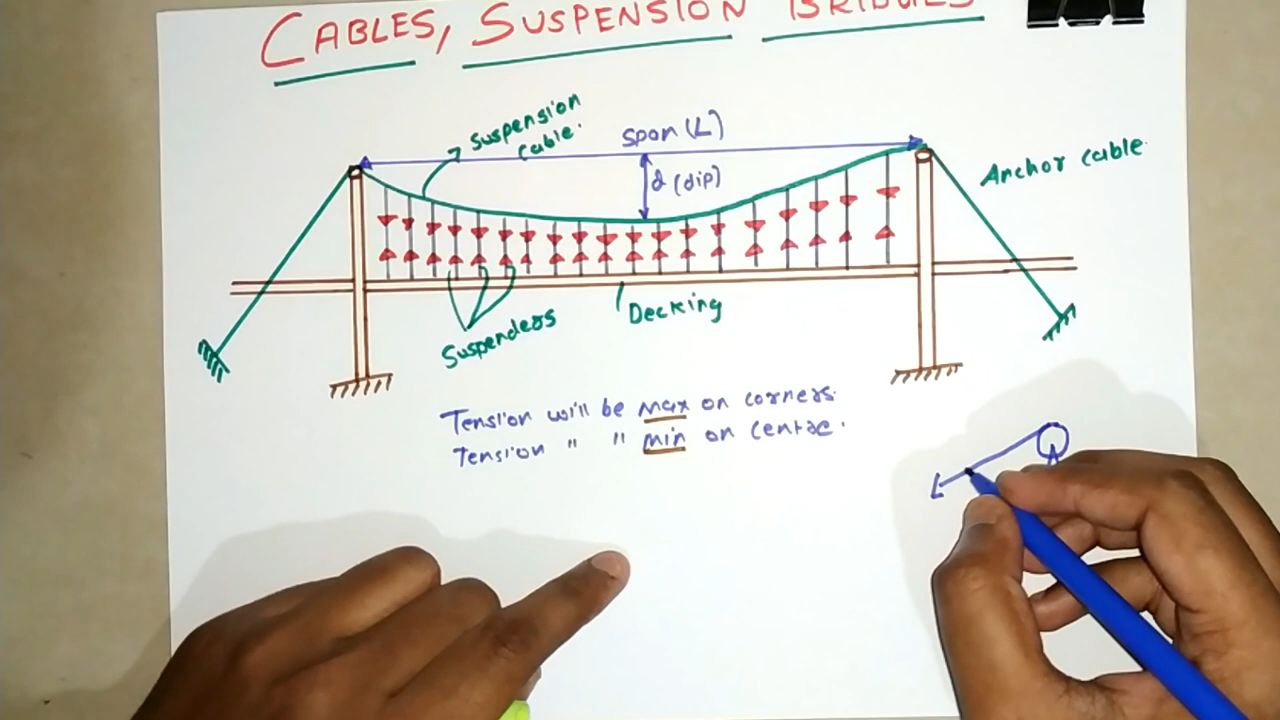 CABLES, SUSPENSION BRIDGES
suspension
cable.
span (L)
d (dip)
Anchor cable
Suspenders
Decking
Tension will be max on corners.
Tension " " min on centre.